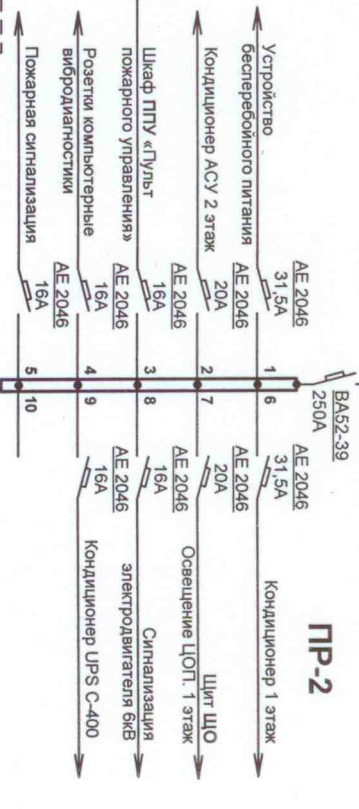 ПР-2
ВА52-39
250А
Устройство
бесперебойного питания
АЕ 2046
31,5А
1
6
АЕ 2046
31,5А
Кондиционер 1 этаж
Кондиционер АСУ 2 этаж
АЕ 2046
20А
2
7
АЕ 2046
20А
Щит ЩО
Освещение ЦОП. 1 этаж
Шкаф ППУ «Пульт
пожарного управления»
АЕ 2046
16А
3
8
АЕ 2046
16А
Сигнализация
электродвигателя 6кВ
Розетки компьютерные
вибродиагностики
АЕ 2046
16А
4
9
АЕ 2046
16А
Кондиционер UPS С-400
Пожарная сигнализация
АЕ 2046
16А
5
10